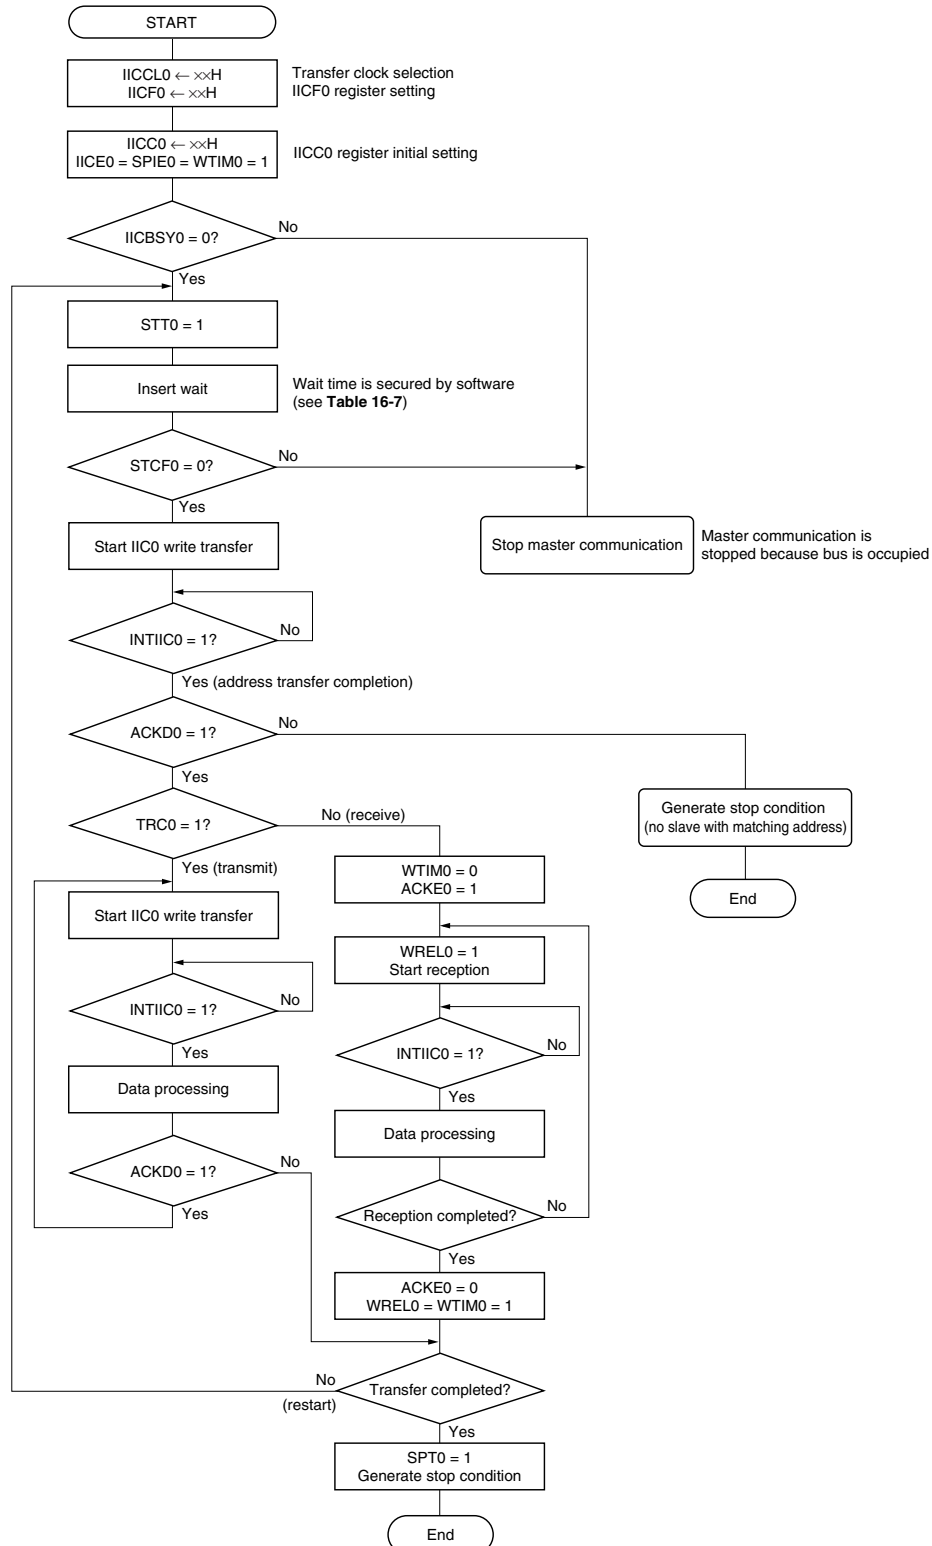 START
IICCL0 ← ××H
IICF0 ← ××H
Transfer clock selection
IICF0 register setting
IICC0 ← ××H
IICE0 = SPIE0 = WTIM0 = 1
IICC0 register initial setting
IICBSY0 = 0?
No
Yes
STT0 = 1
Insert wait
Wait time is secured by software
(see Table 16-7)
STCF0 = 0?
No
Yes
Start IIC0 write transfer
Stop master communication
Master communication is
stopped because bus is occupied
INTIIC0 = 1?
No
Yes (address transfer completion)
ACKD0 = 1?
No
Yes
Generate stop condition
(no slave with matching address)
End
TRC0 = 1?
No (receive)
Yes (transmit)
WTIM0 = 0
ACKE0 = 1
Start IIC0 write transfer
WREL0 = 1
Start reception
INTIIC0 = 1?
No
Yes
INTIIC0 = 1?
No
Yes
Data processing
Data processing
ACKD0 = 1?
No
Yes
Reception completed?
No
Yes
ACKE0 = 0
WREL0 = WTIM0 = 1
Transfer completed?
No
(restart)
Yes
SPT0 = 1
Generate stop condition
End